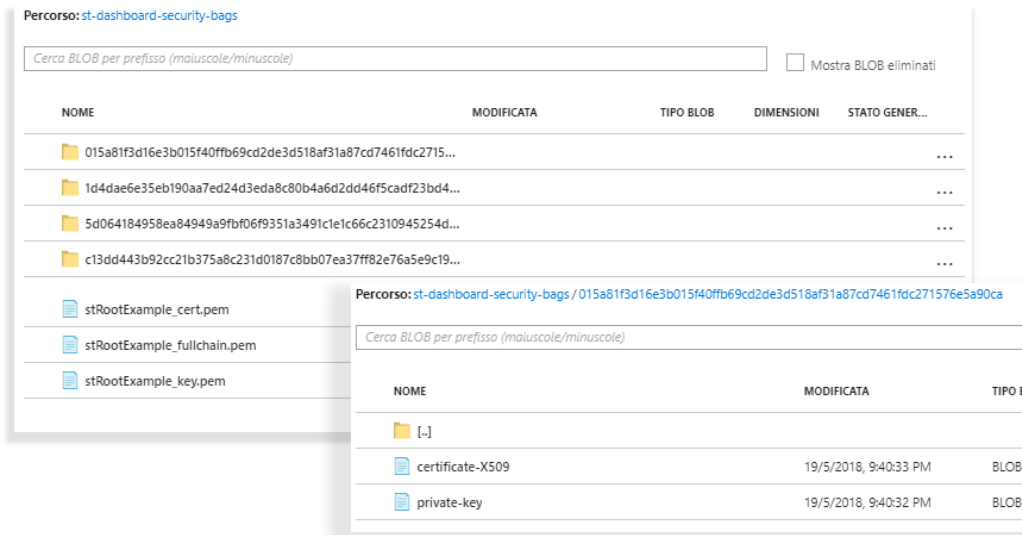 Percorso: st-dashboard-security-bags
Cerca BLOB per prefisso (maiuscole/minuscole)
Mostra BLOB eliminati
NOME MODIFICATA TIPO BLOB DIMENSIONI STATO GENER...
015a81f3d16e3b015f40ffb69cd2de3d518af31a87cd7461fdc2715... ...
1d4dae6e35eb190aa7ed24d3eda8c80b4a6d2dd46f5cadf23bd4... ...
5d064184958ea84949a9fbf06f9351a3491c1e1c66c2310945254d... ...
c13dd443b92cc21b375a8c231d0187c8bb07ea37ff82e76a5e9c19... ...
stRootExample_cert.pem
stRootExample_fullchain.pem
stRootExample_key.pem
Percorso: st-dashboard-security-bags / 015a81f3d16e3b015f40ffb69cd2de3d518af31a87cd7461fdc271576e5a90ca
Cerca BLOB per prefisso (maiuscole/minuscole)
NOME MODIFICATA TIPO
[..]
certificate-X509 19/5/2018, 9:40:33 PM BLOB
private-key 19/5/2018, 9:40:32 PM BLOB